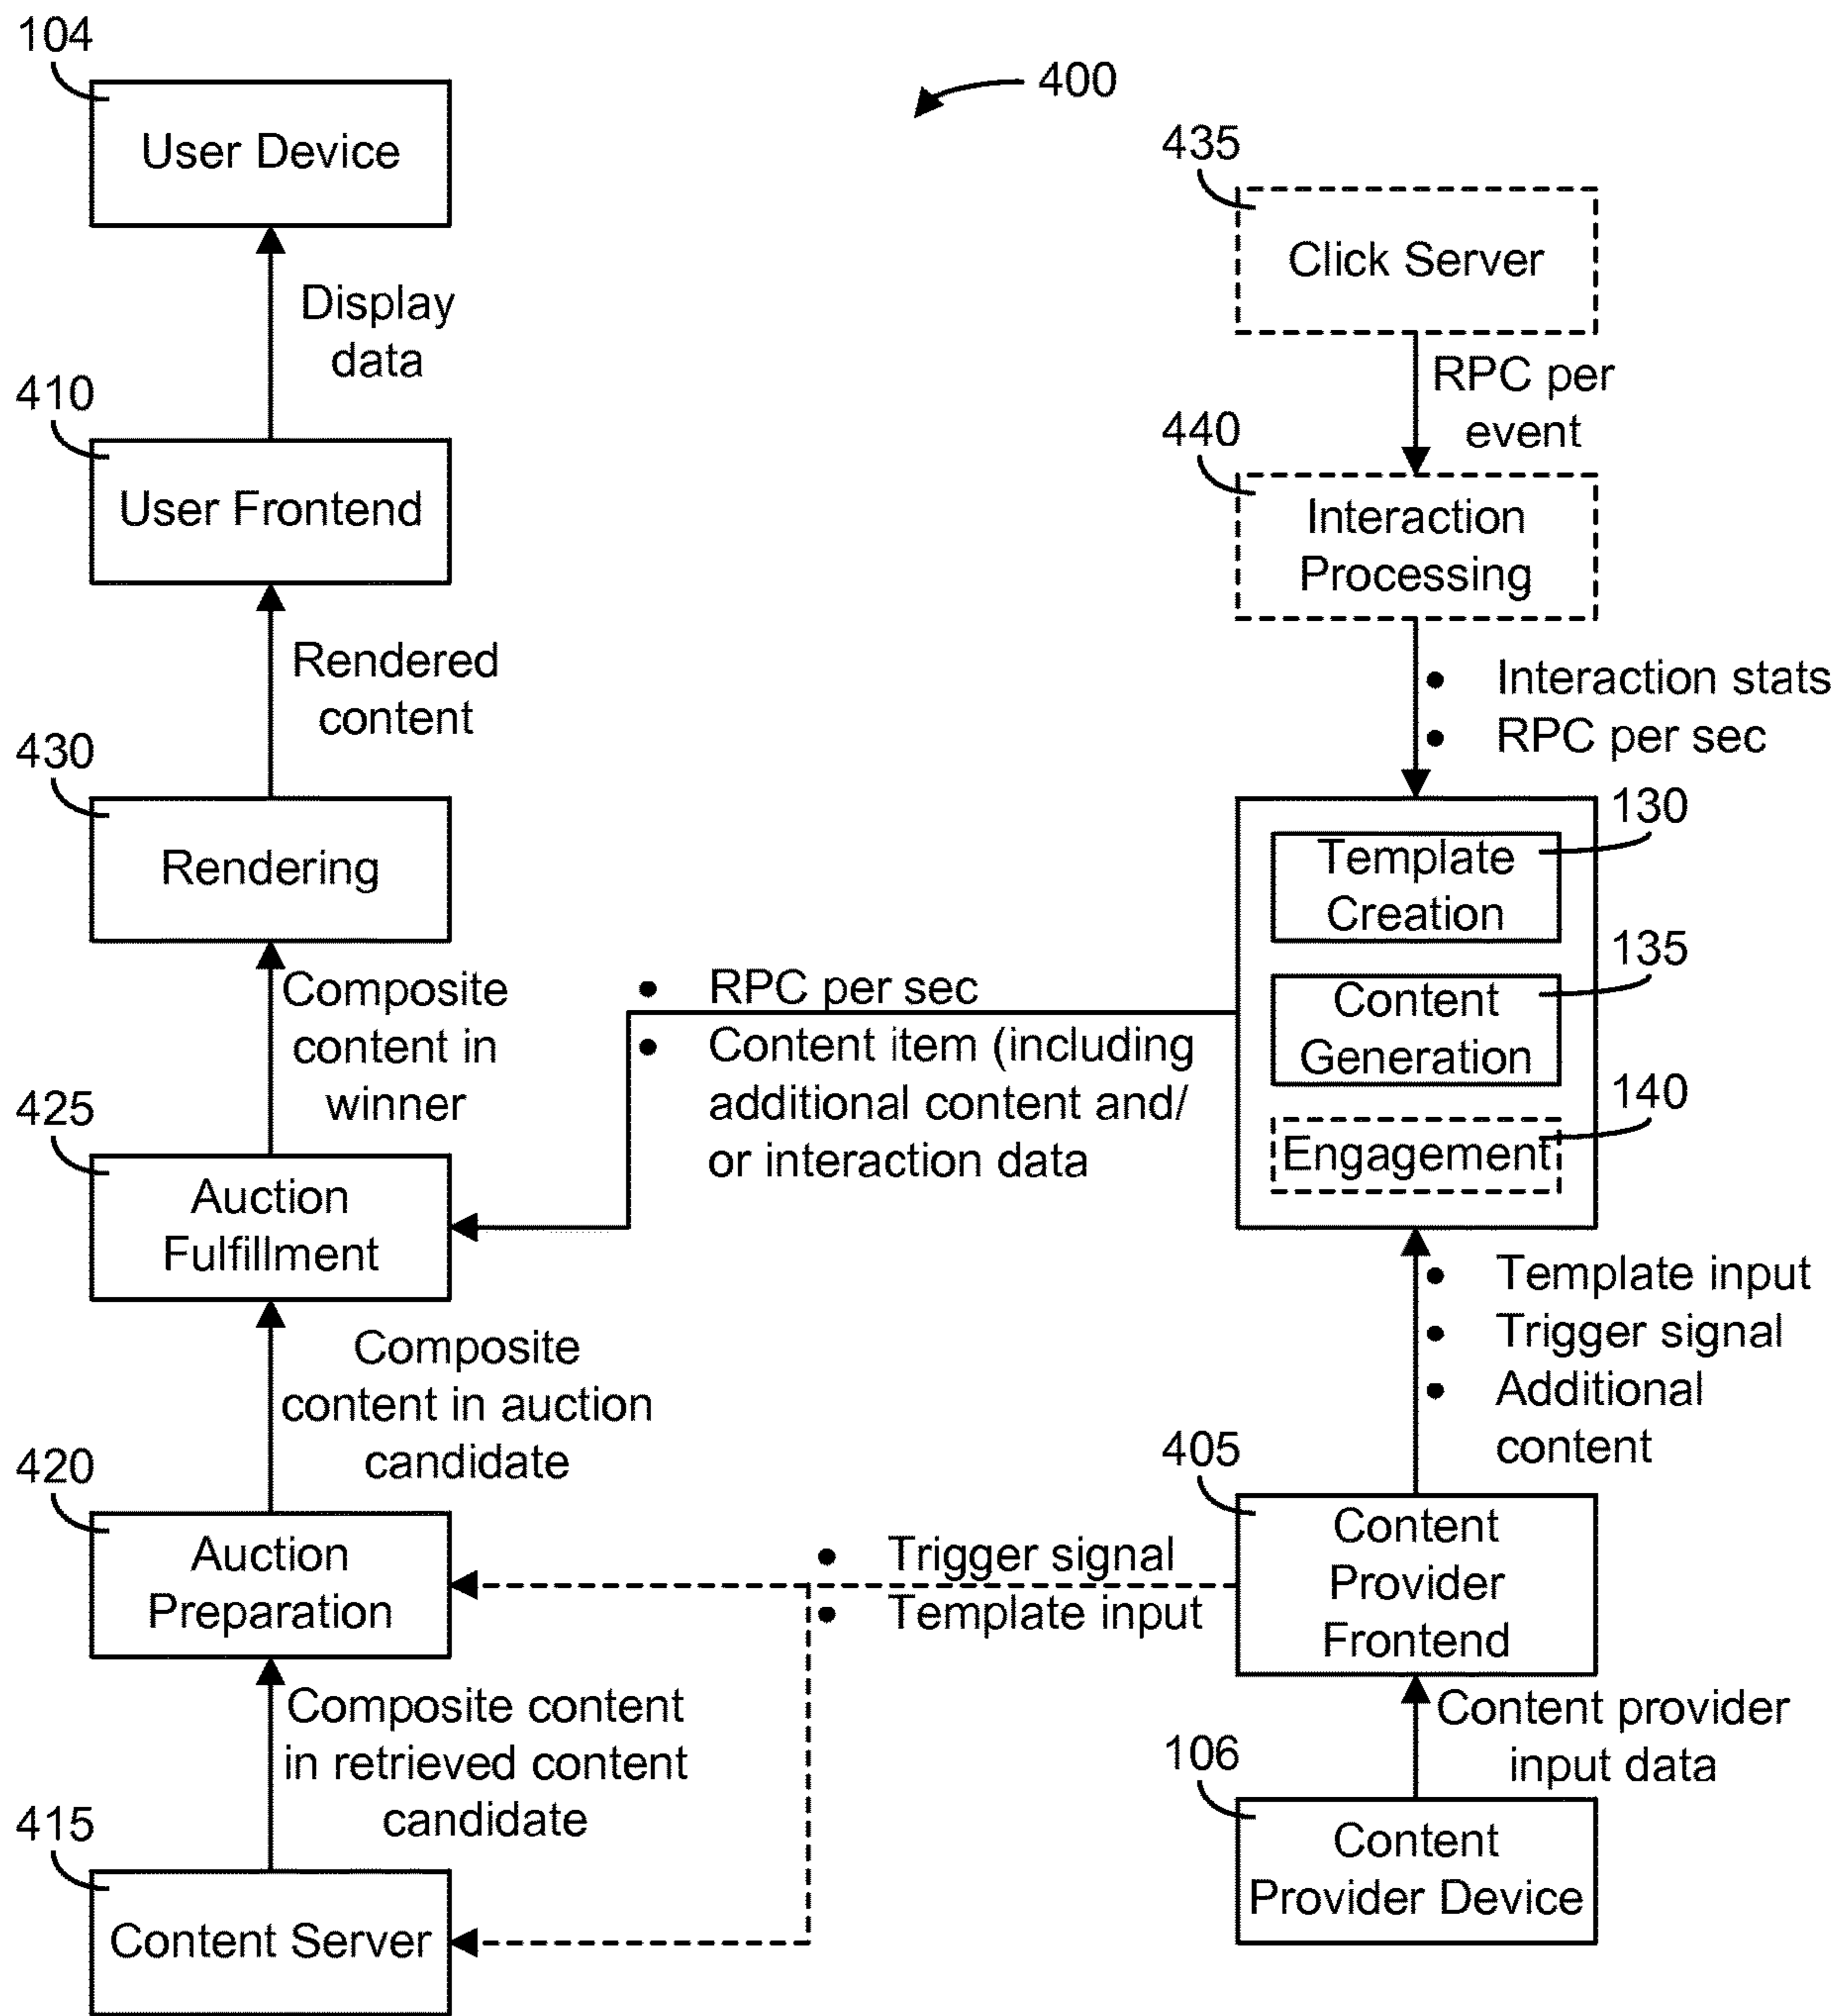 104
User Device
400
435
Click Server
Display
data
RPC per
event
410
User Frontend
440
Interaction
Processing
Rendered
content
• Interaction stats
• RPC per sec
430
Rendering
130
Template
Creation
135
Content
Generation
140
Engagement
Composite
content in
winner
• RPC per sec
• Content item (including
additional content and/
or interaction data
425
Auction
Fulfillment
• Template input
• Trigger signal
• Additional
content
Composite
content in auction
candidate
420
Auction
Preparation
• Trigger signal
• Template input
405
Content
Provider
Frontend
Composite content
in retrieved content
candidate
Content provider
input data
415
Content Server
106
Content
Provider Device